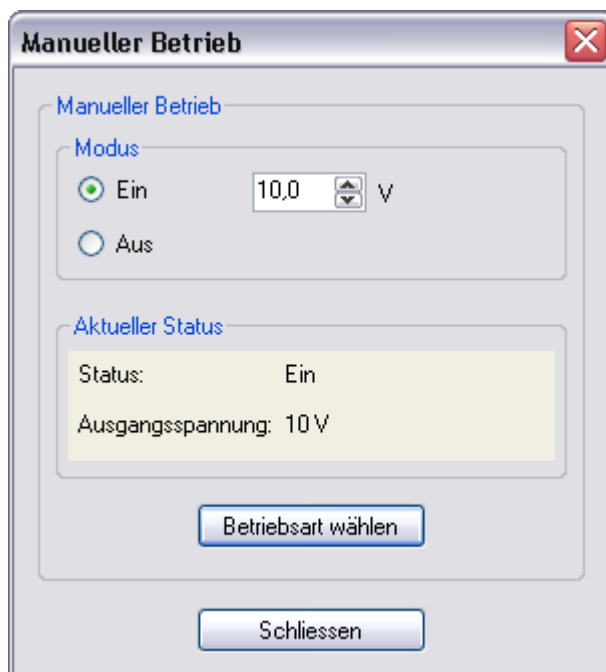 Manueller Betrieb
Manueller Betrieb
Modus
Ein 10,0 V
Aus
Aktueller Status
Status: Ein
Ausgangsspannung: 10 V
Betriebsart wählen
Schliessen